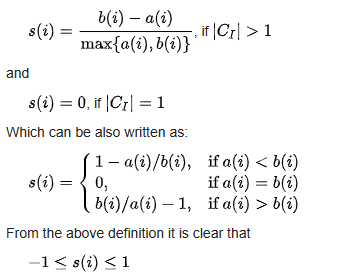 s(i) = (b(i) − a(i)) / max{a(i), b(i)}, if |C_I| > 1
and
s(i) = 0, if |C_I| = 1
Which can be also written as:
s(i) = { 1 − a(i)/b(i), if a(i) < b(i)
0, if a(i) = b(i)
b(i)/a(i) − 1, if a(i) > b(i)
From the above definition it is clear that
−1 ≤ s(i) ≤ 1